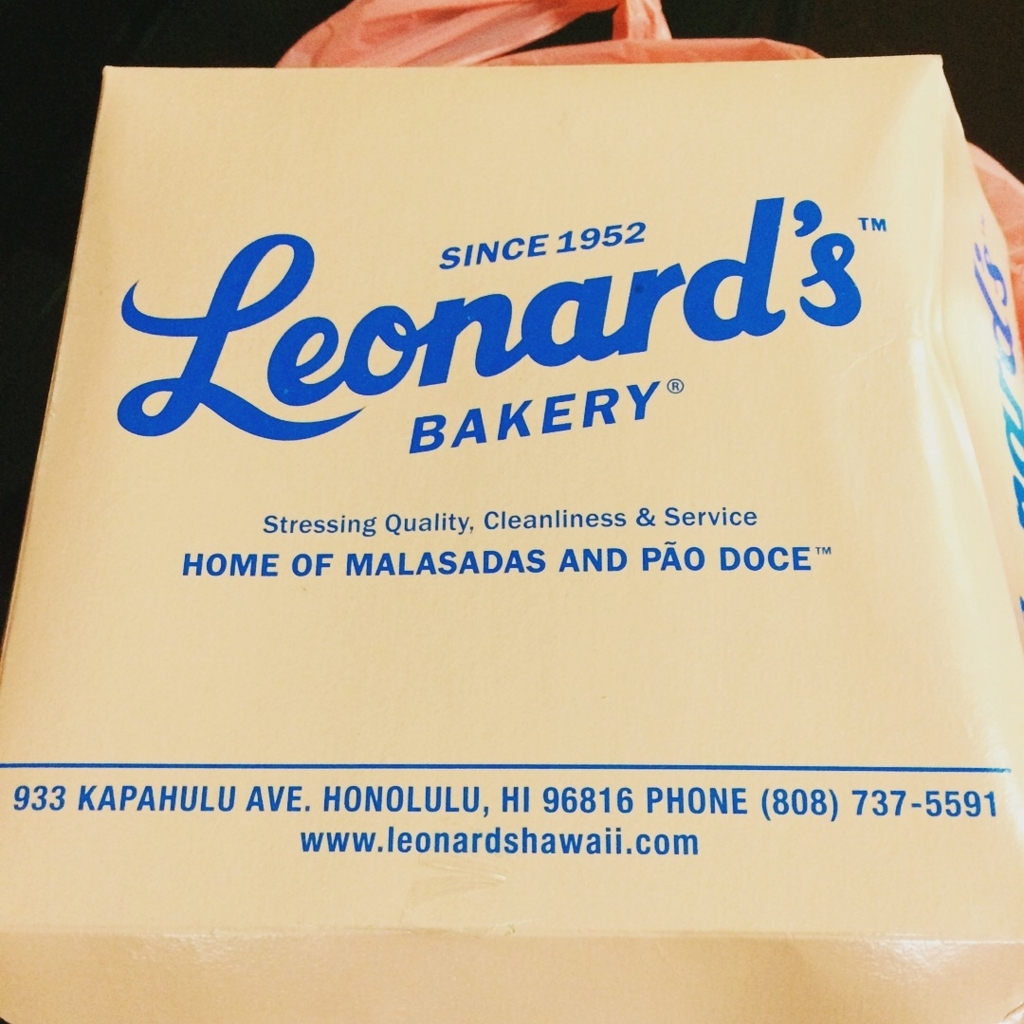 SINCE 1952
Leonard's™
BAKERY®
Stressing Quality, Cleanliness & Service
HOME OF MALASADAS AND PÃO DOCE™
933 KAPAHULU AVE. HONOLULU, HI 96816 PHONE (808) 737-5591
www.leonardshawaii.com